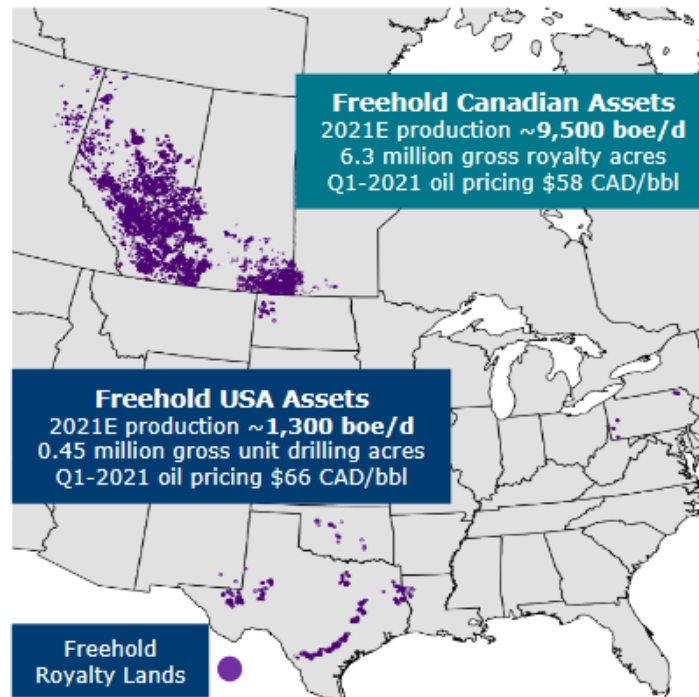 Freehold Canadian Assets
2021E production ~9,500 boe/d
6.3 million gross royalty acres
Q1-2021 oil pricing $58 CAD/bbl
Freehold USA Assets
2021E production ~1,300 boe/d
0.45 million gross unit drilling acres
Q1-2021 oil pricing $66 CAD/bbl
Freehold
Royalty Lands